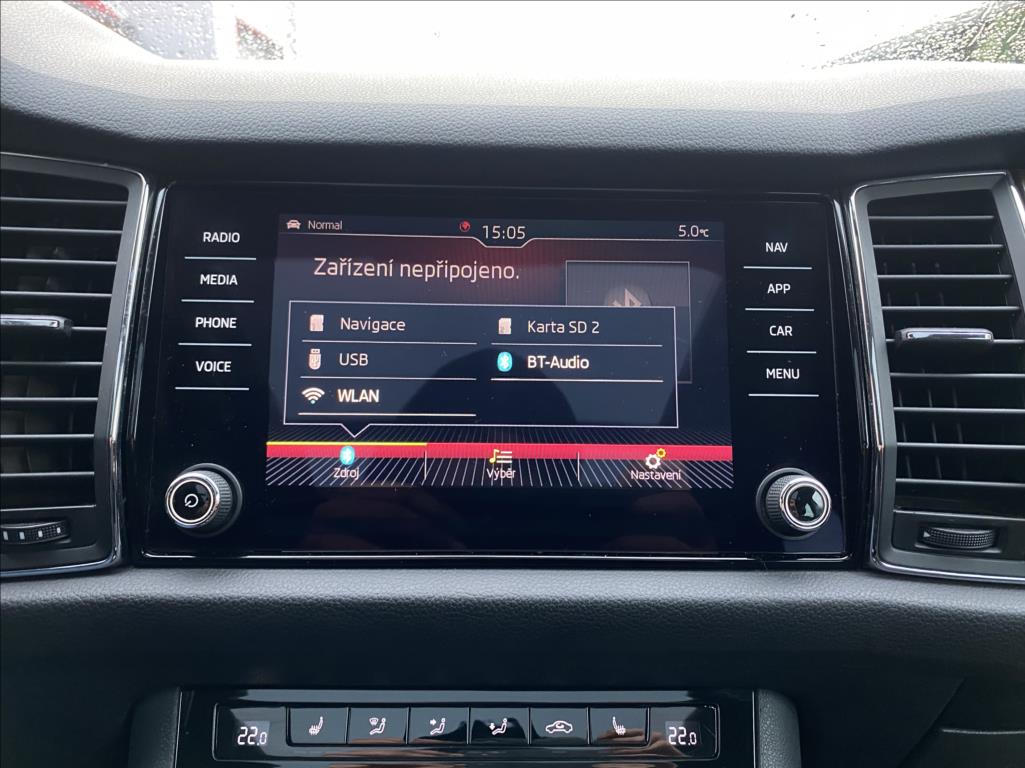 RADIO
MEDIA
PHONE
VOICE
Normal
15:05
5.0°C
Zařízení nepřipojeno.
Navigace
Karta SD 2
USB
BT-Audio
WLAN
Zdroj
Výběr
Nastavení
NAV
APP
CAR
MENU
22.0
22.0